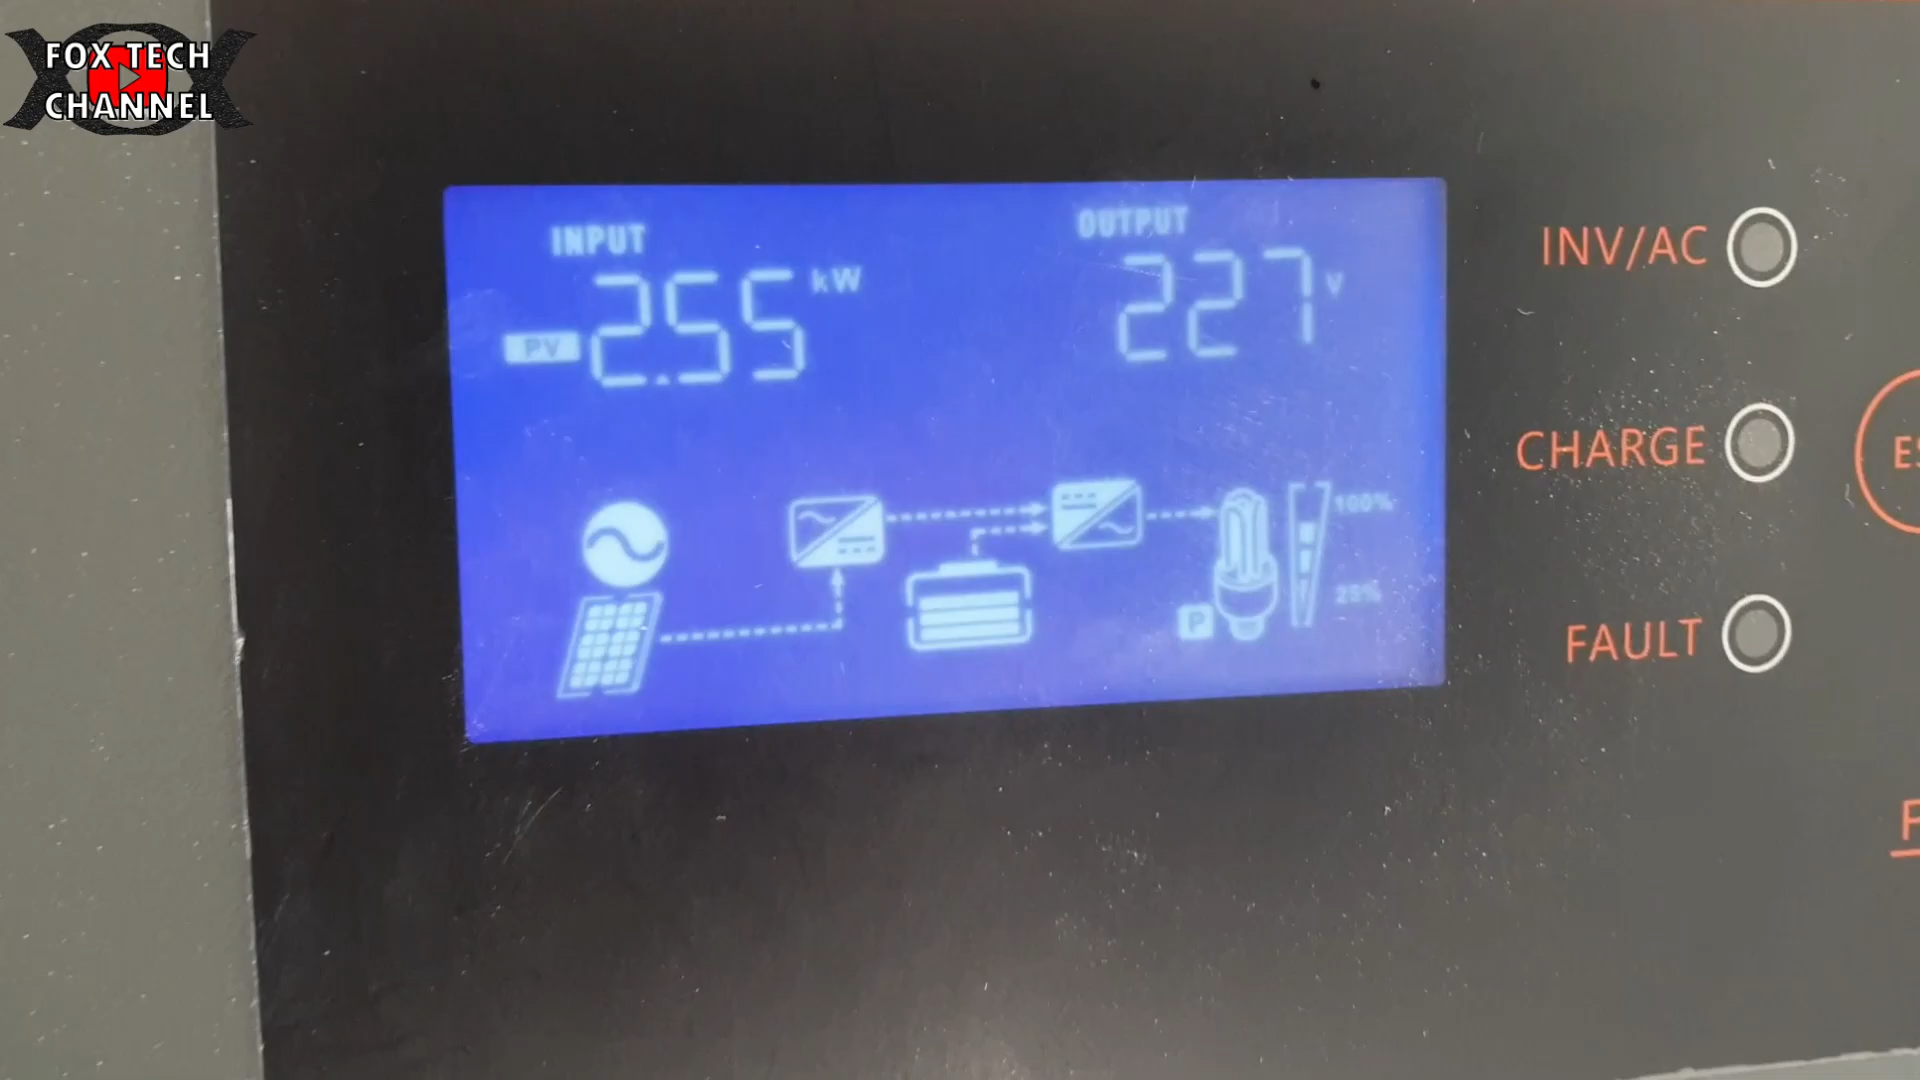 FOX TECH
CHANNEL
INPUT
OUTPUT
PV 2.55 kW
227 V
100%
25%
P
INV/AC
CHARGE
FAULT